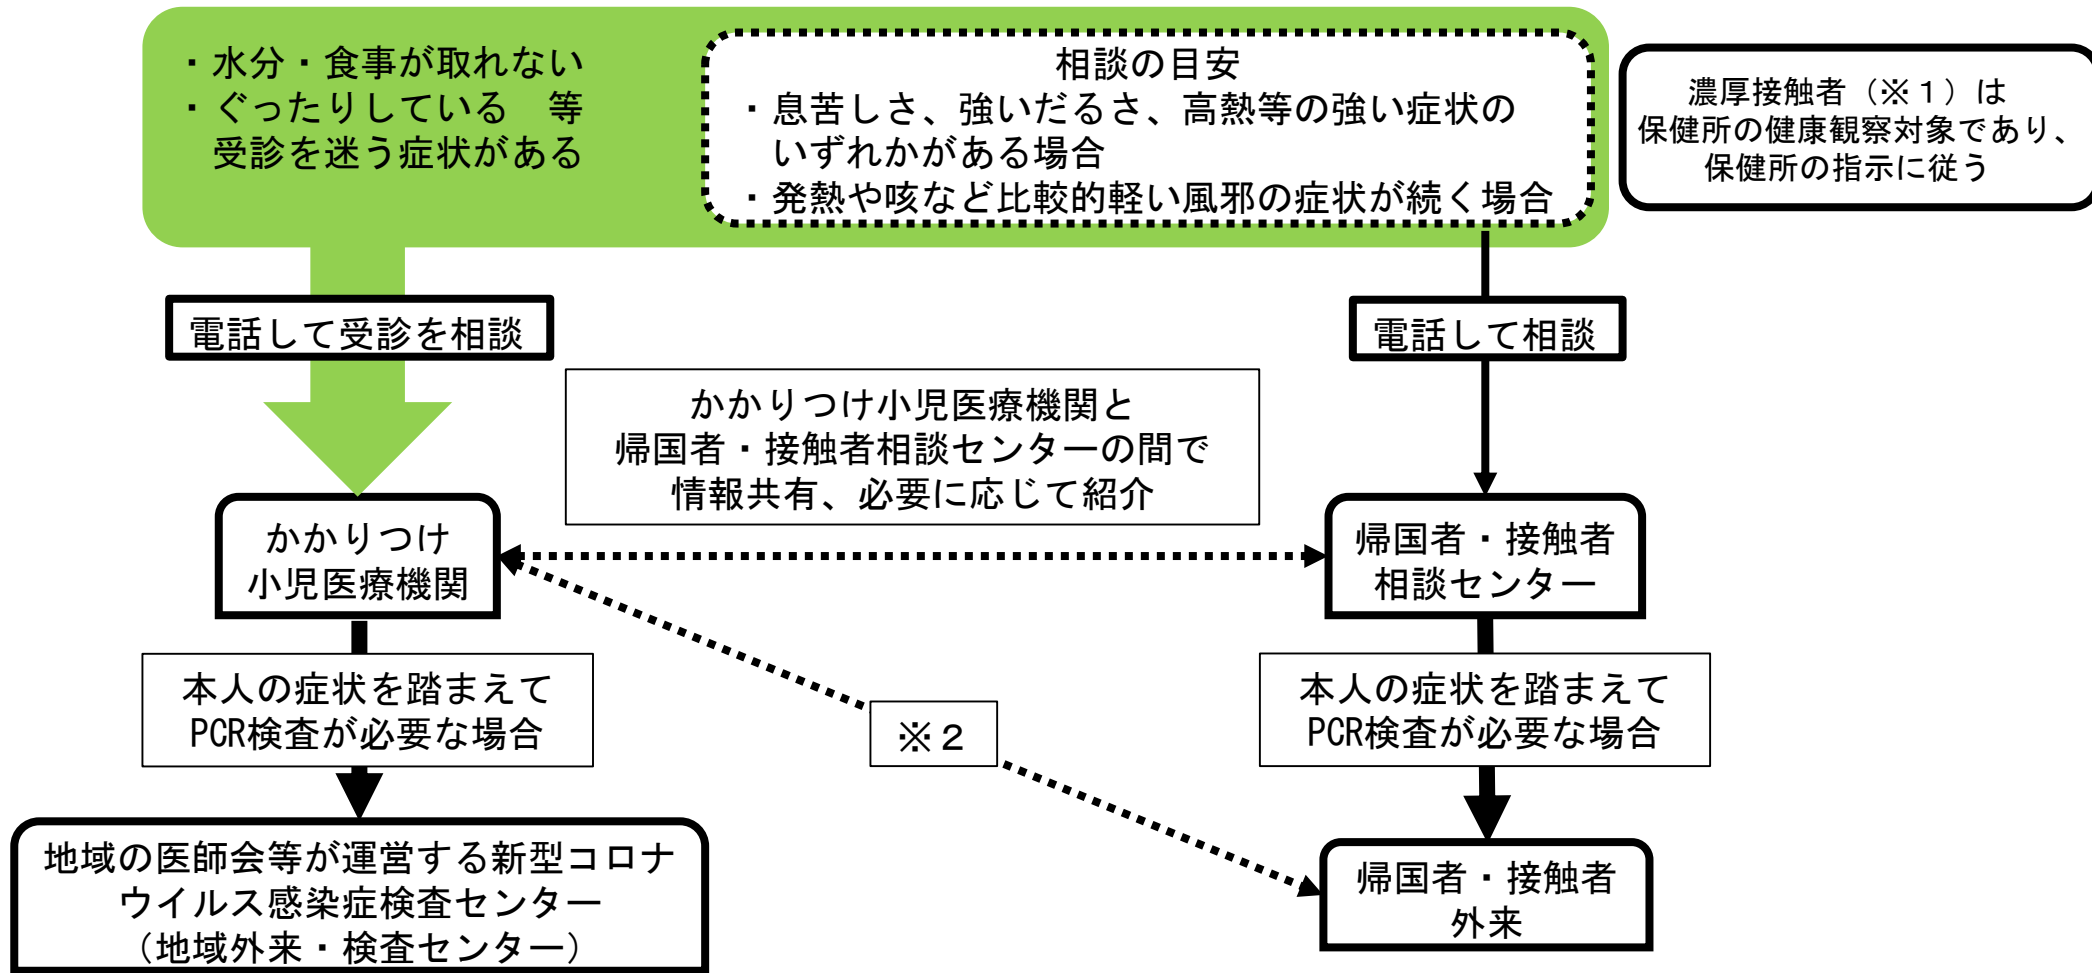 ・水分・食事が取れない
・ぐったりしている　等
受診を迷う症状がある
相談の目安
・息苦しさ、強いだるさ、高熱等の強い症状の
いずれかがある場合
・発熱や咳など比較的軽い風邪の症状が続く場合
濃厚接触者（※１）は
保健所の健康観察対象であり、
保健所の指示に従う
電話して受診を相談
電話して相談
かかりつけ小児医療機関と
帰国者・接触者相談センターの間で
情報共有、必要に応じて紹介
かかりつけ
小児医療機関
帰国者・接触者
相談センター
本人の症状を踏まえて
PCR検査が必要な場合
※２
本人の症状を踏まえて
PCR検査が必要な場合
地域の医師会等が運営する新型コロナ
ウイルス感染症検査センター
（地域外来・検査センター）
帰国者・接触者
外来